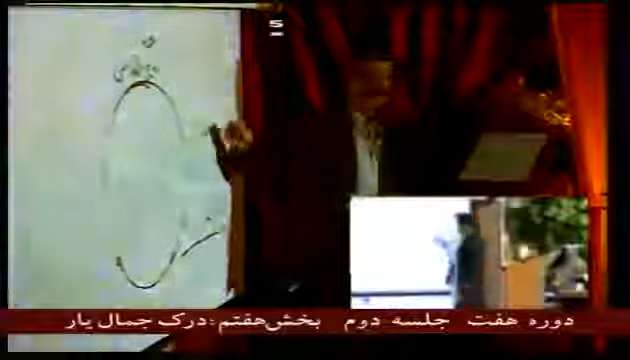 دوره هفت جلسه دوم بخش هفتم: درک جمال یار